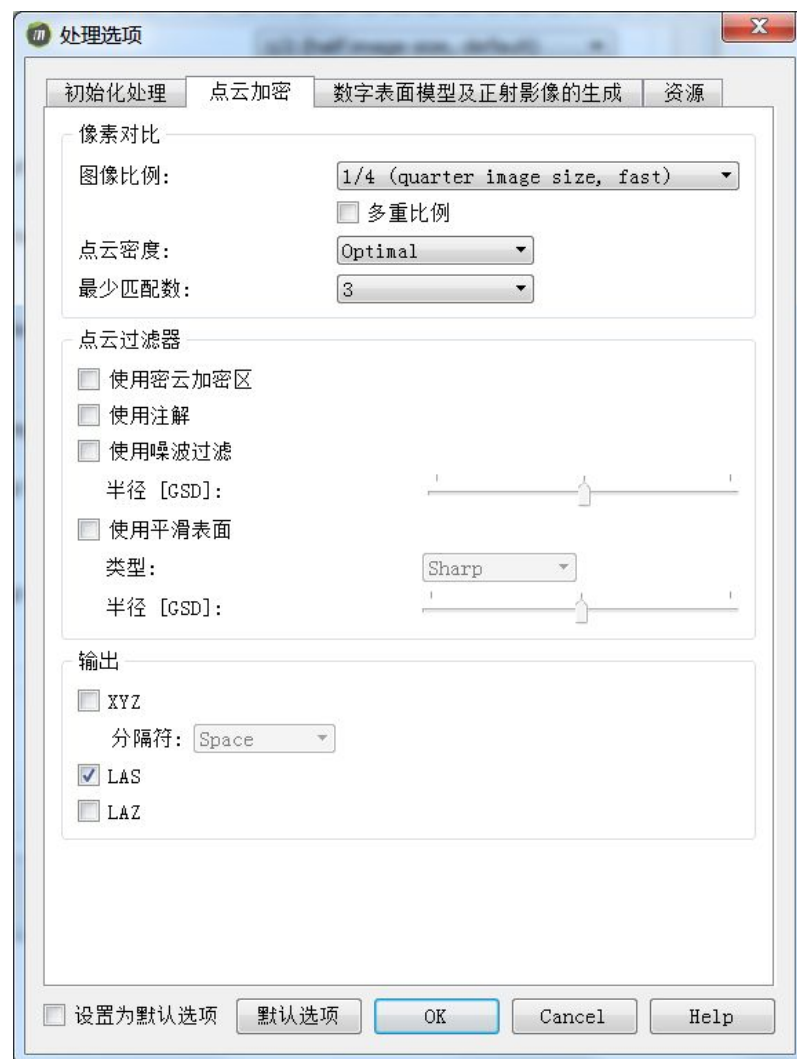 处理选项
初始化处理 点云加密 数字表面模型及正射影像的生成 资源
像素对比
图像比例: 1/4 (quarter image size, fast)
多重比例
点云密度: Optimal
最少匹配数: 3
点云过滤器
使用密云加密区
使用注解
使用噪波过滤
半径 [GSD]:
使用平滑表面
类型: Sharp
半径 [GSD]:
输出
XYZ
分隔符: Space
LAS
LAZ
设置为默认选项 默认选项 OK Cancel Help